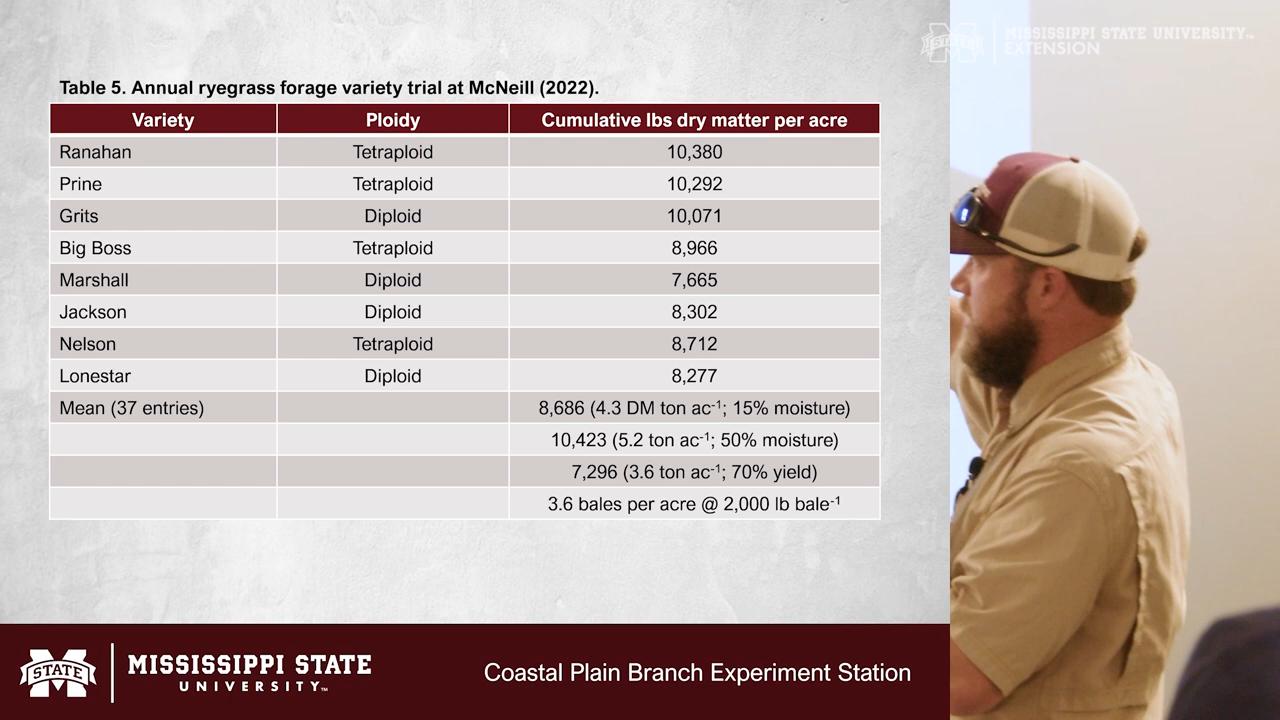 MISSISSIPPI STATE UNIVERSITY™
EXTENSION
Table 5. Annual ryegrass forage variety trial at McNeill (2022).
Variety Ploidy Cumulative lbs dry matter per acre
Ranahan Tetraploid 10,380
Prine Tetraploid 10,292
Grits Diploid 10,071
Big Boss Tetraploid 8,966
Marshall Diploid 7,665
Jackson Diploid 8,302
Nelson Tetraploid 8,712
Lonestar Diploid 8,277
Mean (37 entries) 8,686 (4.3 DM ton ac⁻¹; 15% moisture)
10,423 (5.2 ton ac⁻¹; 50% moisture)
7,296 (3.6 ton ac⁻¹; 70% yield)
3.6 bales per acre @ 2,000 lb bale⁻¹
STATE
MISSISSIPPI STATE
UNIVERSITY™
Coastal Plain Branch Experiment Station